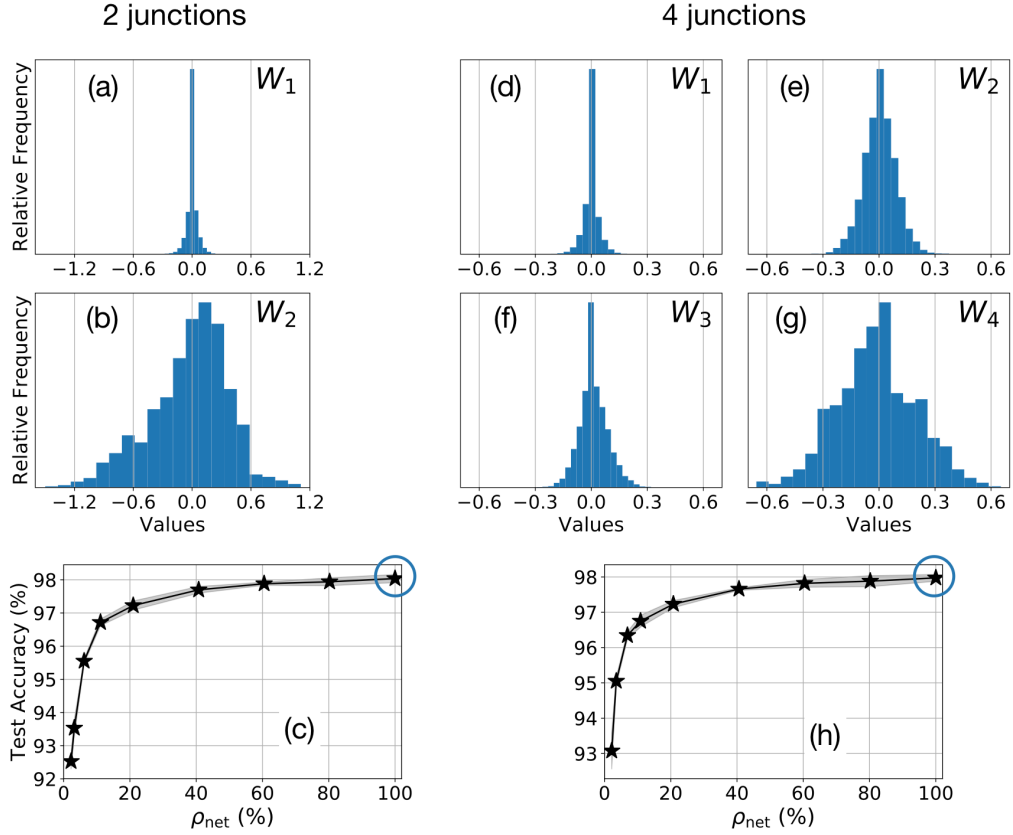 2 junctions
4 junctions
(a)
W1
Relative Frequency
−1.2 −0.6 0.0 0.6 1.2
(d)
W1
−0.6 −0.3 0.0 0.3 0.6
(e)
W2
−0.6 −0.3 0.0 0.3 0.6
(b)
W2
Relative Frequency
−1.2 −0.6 0.0 0.6 1.2
Values
(f)
W3
−0.6 −0.3 0.0 0.3 0.6
Values
(g)
W4
−0.6 −0.3 0.0 0.3 0.6
Values
Test Accuracy (%)
98
97
96
95
94
93
92
(c)
0 20 40 60 80 100
ρnet (%)
98
97
96
95
94
93
(h)
0 20 40 60 80 100
ρnet (%)